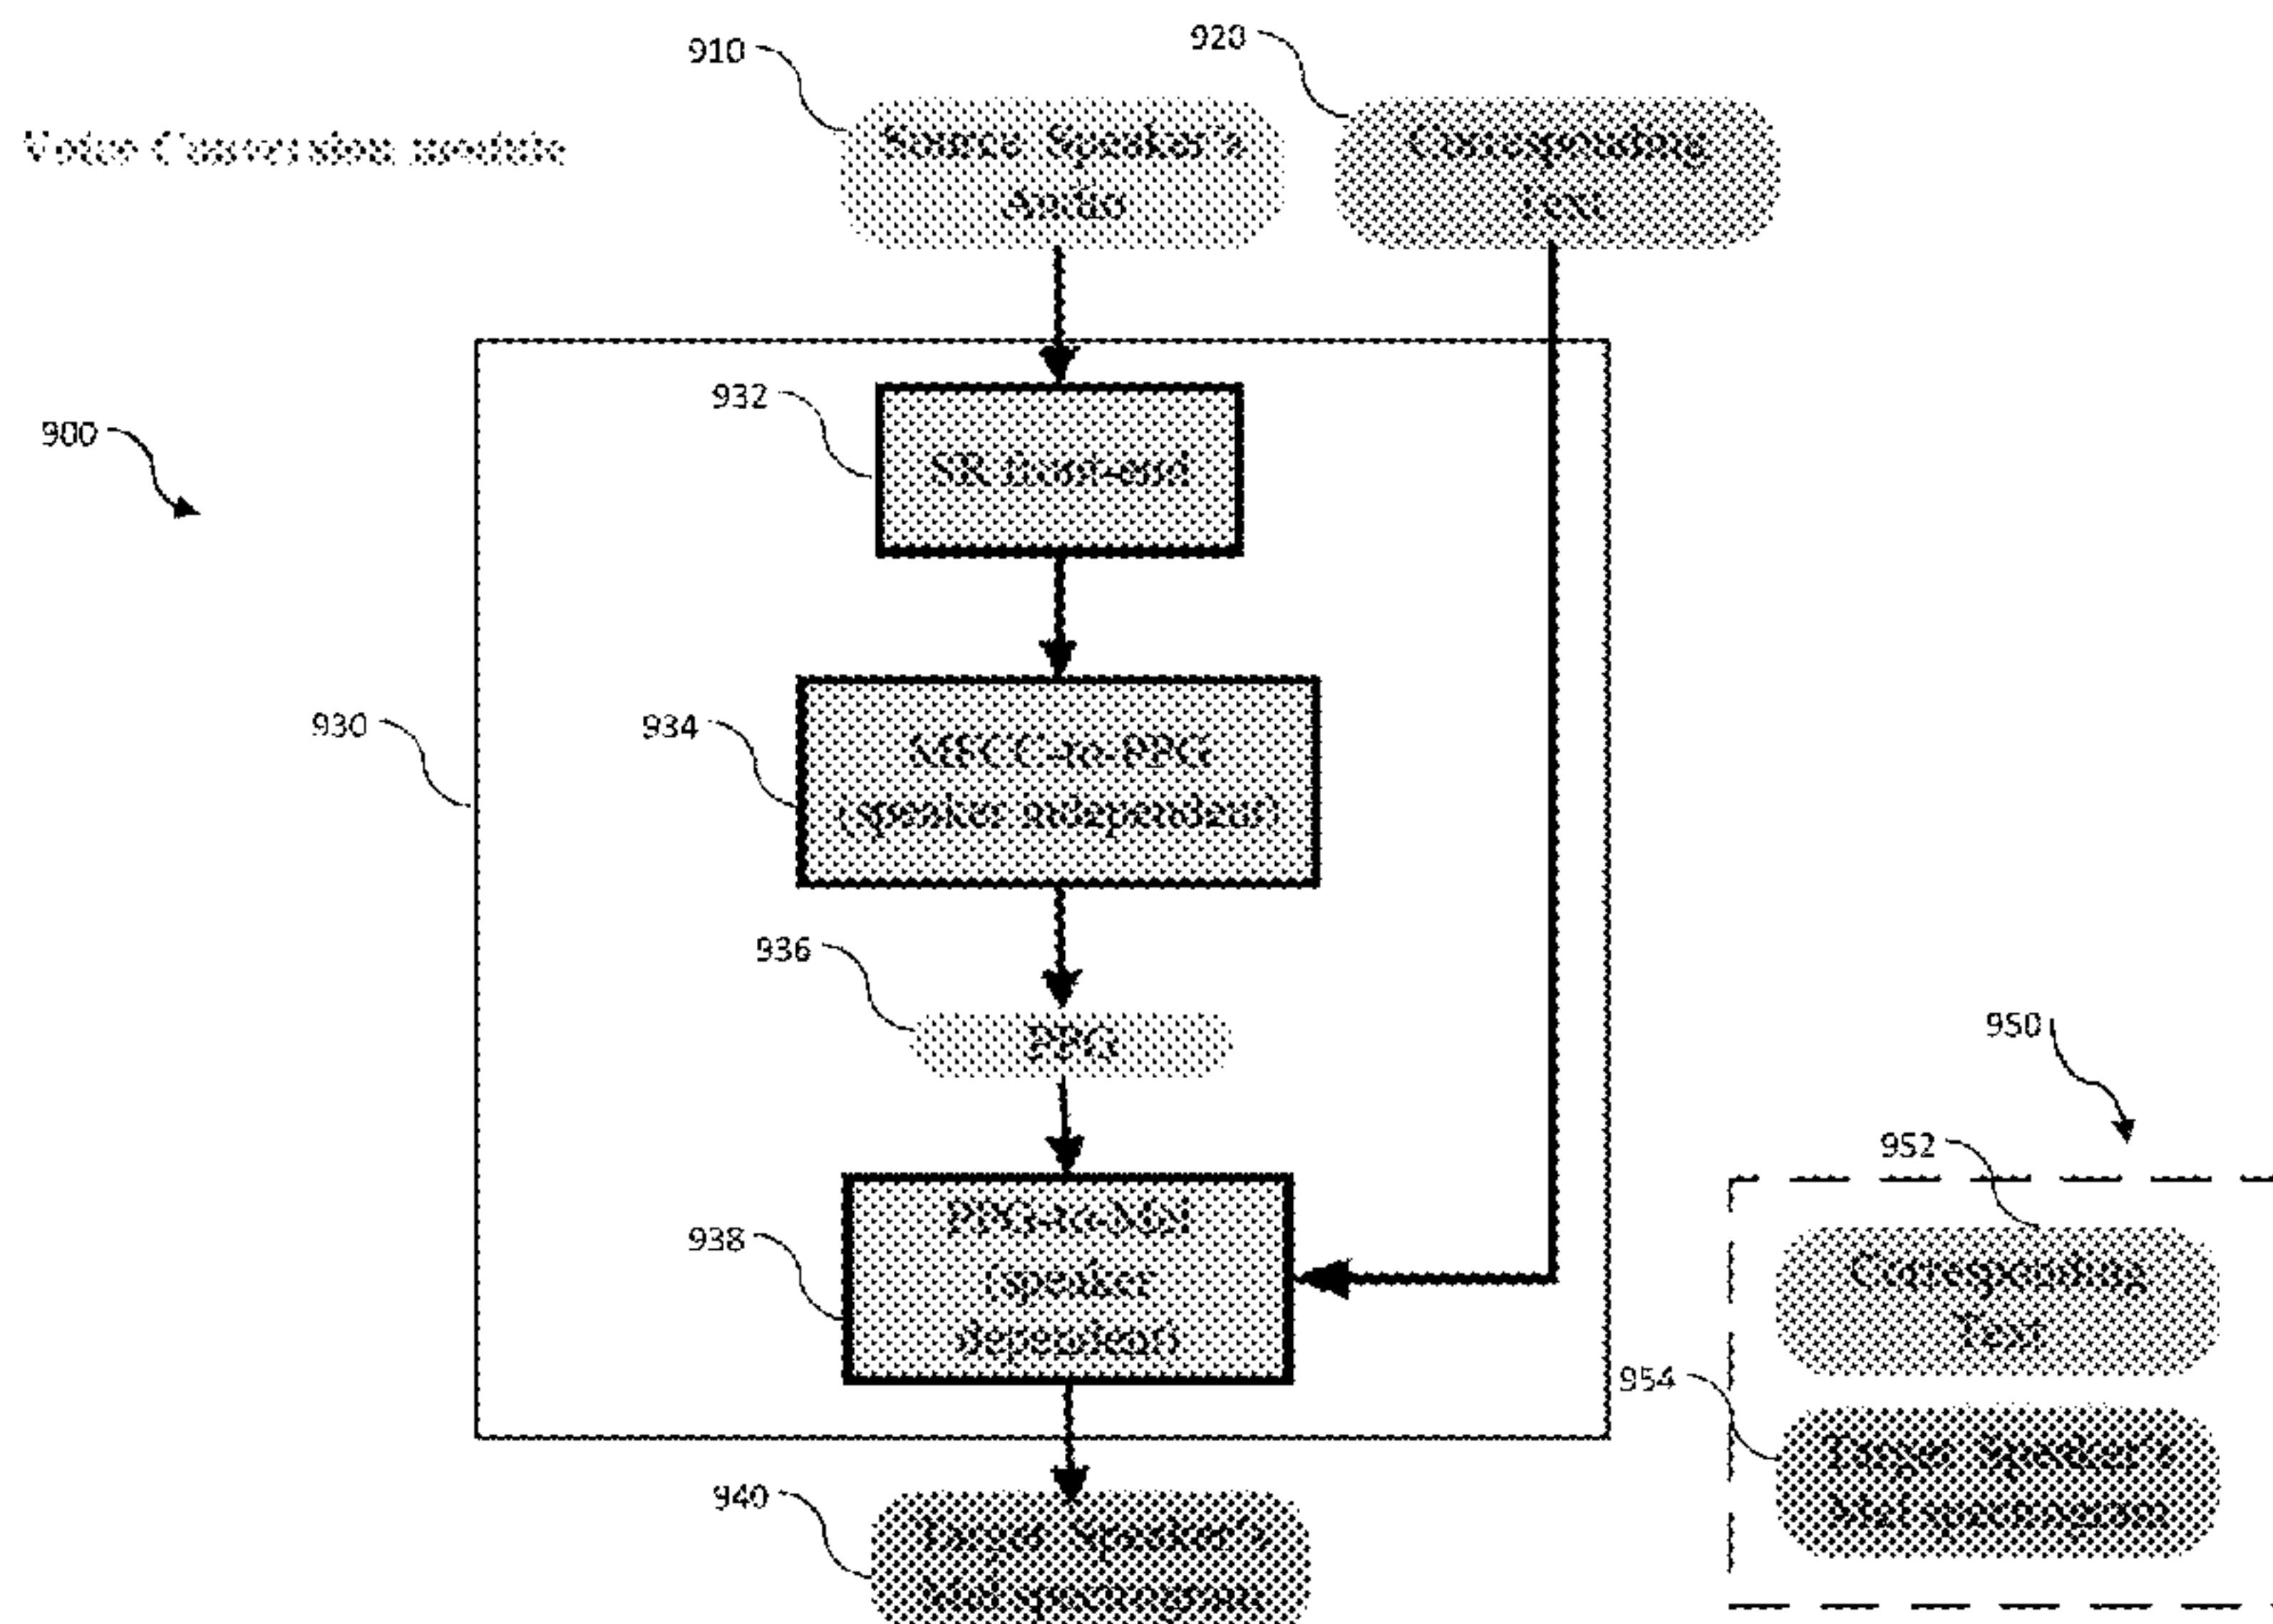 910
920
Voice Conversion module
Source Speaker's
Audio
Corresponding
Text
932
900
SR front-end
930
934
MFCC-to-PPG
(speaker independent)
936
PPG
950
952
938
PPG-to-Mel
(speaker
dependent)
Corresponding
Text
954
Target Speaker's
Mel spectrogram
940
Target Speaker's
Mel spectrogram